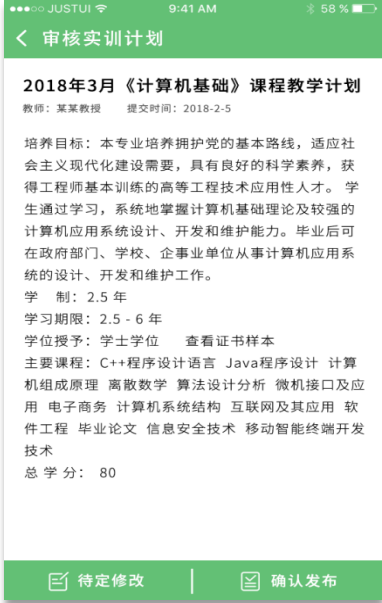 JUSTUI 9:41 AM 58 %
审核实训计划
2018年3月《计算机基础》课程教学计划
教师：某某教授 提交时间：2018-2-5
培养目标：本专业培养拥护党的基本路线，适应社
会主义现代化建设需要，具有良好的科学素养，获
得工程师基本训练的高等工程技术应用性人才。 学
生通过学习，系统地掌握计算机基础理论及较强的
计算机应用系统设计、开发和维护能力。毕业后可
在政府部门、学校、企事业单位从事计算机应用系
统的设计、开发和维护工作。
学 制：2.5 年
学习期限：2.5 - 6 年
学位授予：学士学位 查看证书样本
主要课程：C++程序设计语言 Java程序设计 计算
机组成原理 离散数学 算法设计分析 微机接口及应
用 电子商务 计算机系统结构 互联网及其应用 软
件工程 毕业论文 信息安全技术 移动智能终端开发
技术
总 学 分： 80
待定修改 确认发布